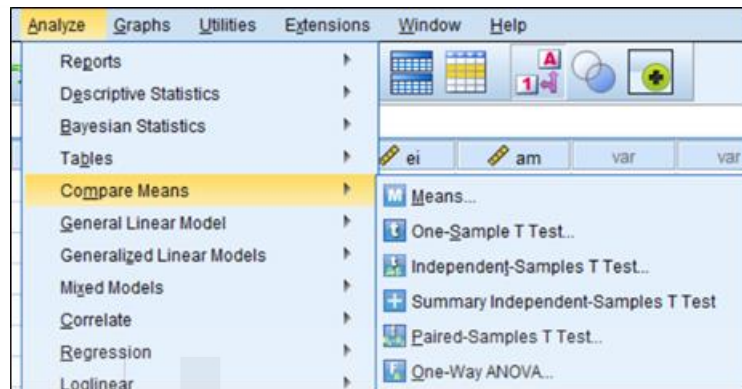 Analyze Graphs Utilities Extensions Window Help
Reports
Descriptive Statistics
Bayesian Statistics
Tables
ei am var var
Compare Means
Means...
General Linear Model
One-Sample T Test...
Generalized Linear Models
Independent-Samples T Test...
Mixed Models
Summary Independent-Samples T Test
Correlate
Paired-Samples T Test...
Regression
One-Way ANOVA...
Loglinear
A
1